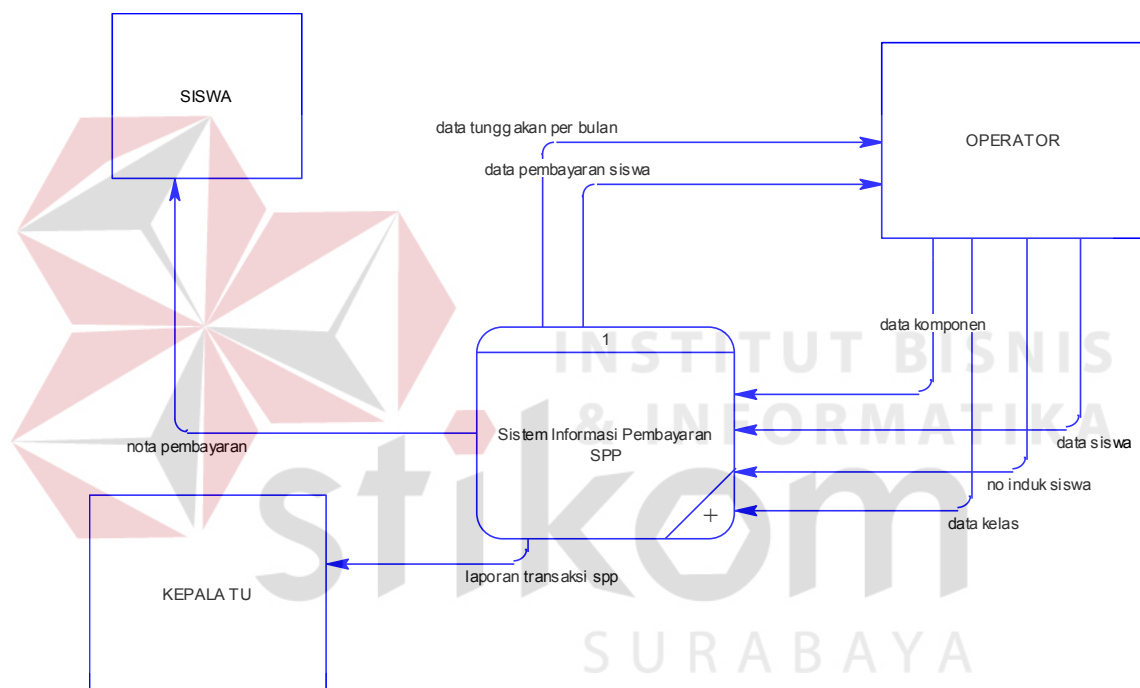 SISWA
OPERATOR
data tunggakan per bulan
data pembayaran siswa
data komponen
1
INSTITUT BISNIS
& INFORMATIKA
Sistem Informasi Pembayaran
SPP
nota pembayaran
data siswa
no induk siswa
data kelas
+
stikom
laporan transaksi spp
KEPALA TU
SURABAYA